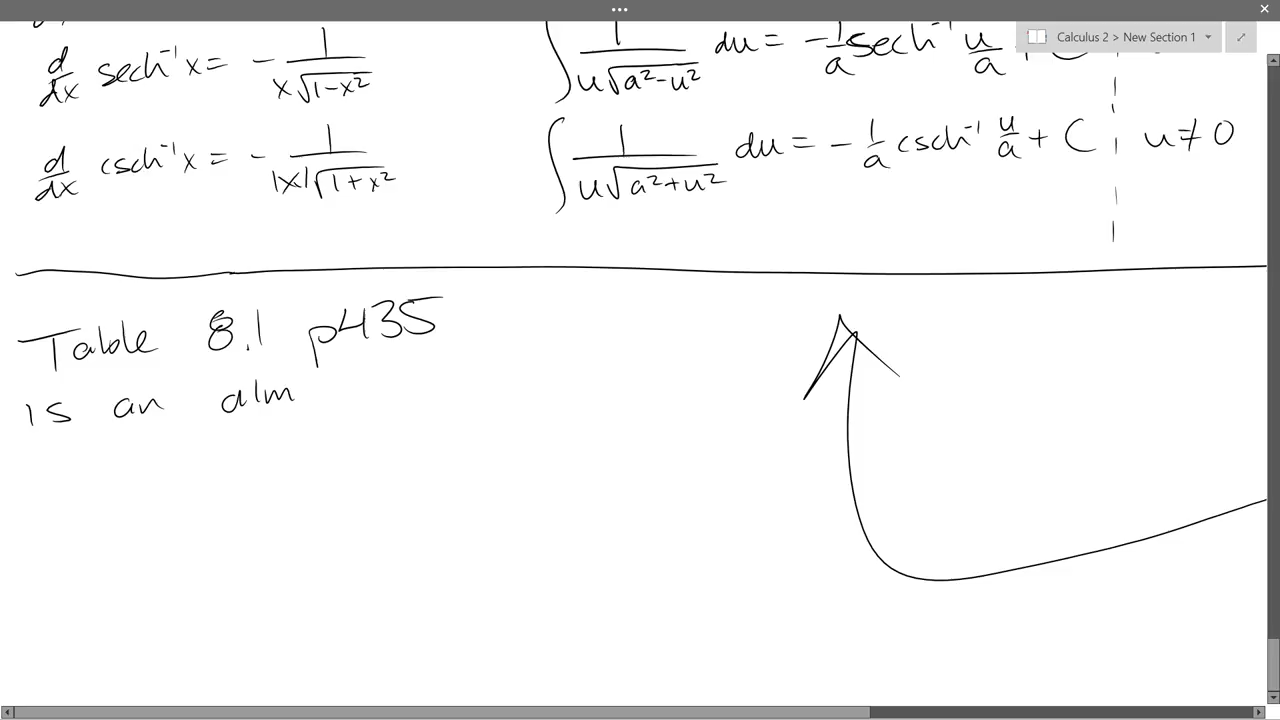 Calculus 2 > New Section 1
d/dx sech⁻¹x = - 1/(x√(1-x²))
∫ 1/(u√(a²-u²)) du = -1/a sech⁻¹ u/a + C
d/dx csch⁻¹x = - 1/(|x|√(1+x²))
∫ 1/(u√(a²+u²)) du = - 1/a csch⁻¹ u/a + C | u≠0
Table 8.1 p435
is an alm